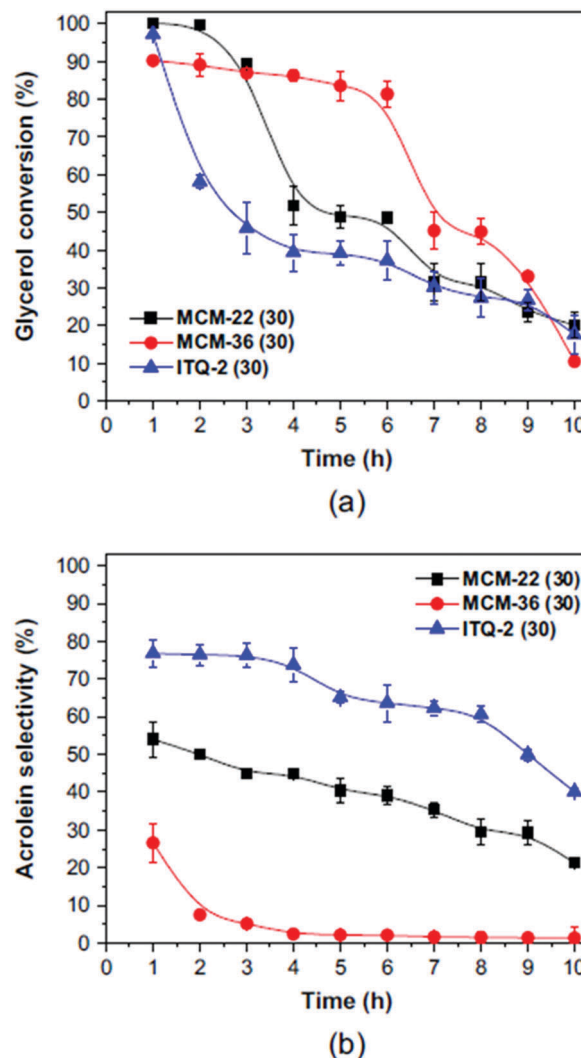 100
90
80
70
60
50
40
30
20
10
0
Glycerol conversion (%)
MCM-22 (30)
MCM-36 (30)
ITQ-2 (30)
0 1 2 3 4 5 6 7 8 9 10
Time (h)
(a)
100
90
80
70
60
50
40
30
20
10
0
Acrolein selectivity (%)
MCM-22 (30)
MCM-36 (30)
ITQ-2 (30)
0 1 2 3 4 5 6 7 8 9 10
Time (h)
(b)